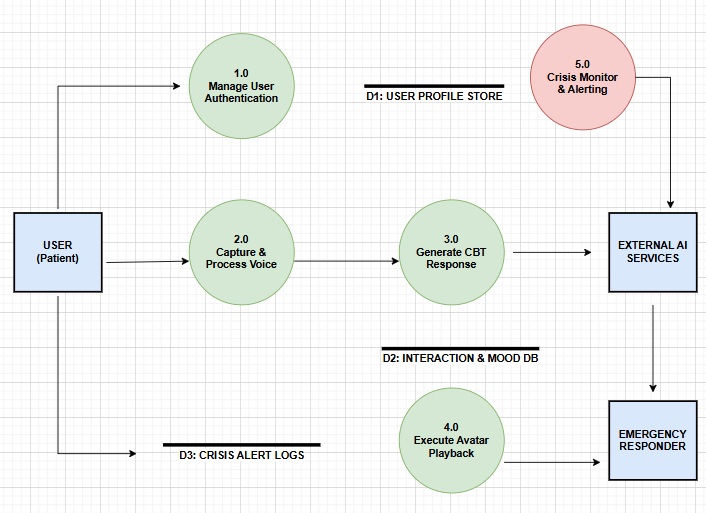 1.0
Manage User
Authentication
D1: USER PROFILE STORE
5.0
Crisis Monitor
& Alerting
USER
(Patient)
2.0
Capture &
Process Voice
3.0
Generate CBT
Response
EXTERNAL AI
SERVICES
D2: INTERACTION & MOOD DB
D3: CRISIS ALERT LOGS
4.0
Execute Avatar
Playback
EMERGENCY
RESPONDER